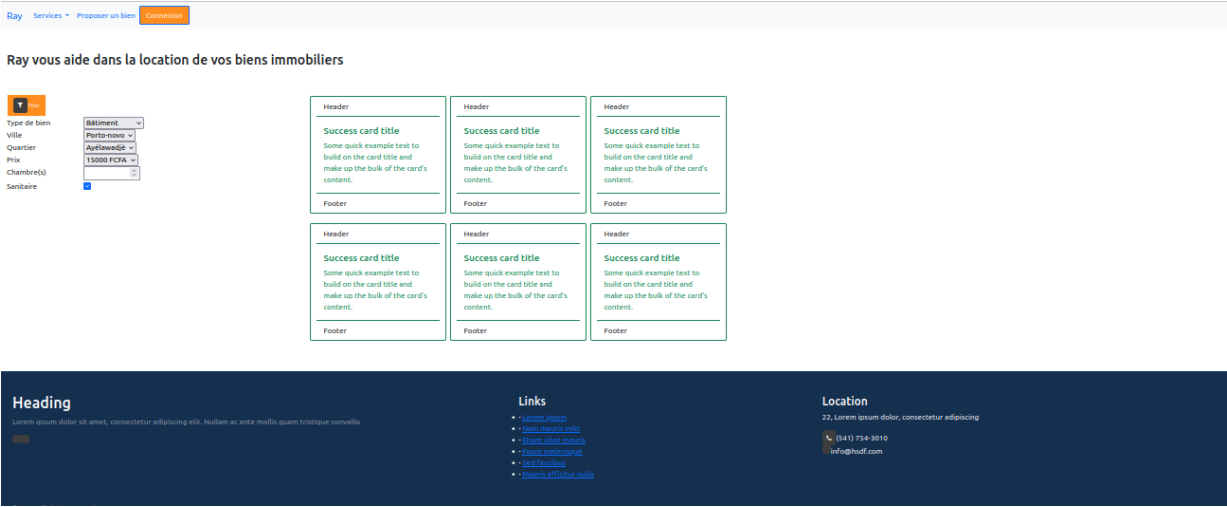 Ray Services Proposer un bien Connexion
Ray vous aide dans la location de vos biens immobiliers
Filter
Type de bien Bâtiment
Ville Porto-novo
Quartier Ayélawadjè
Prix 15000 FCFA
Chambre(s)
Sanitaire
Header
Success card title
Some quick example text to
build on the card title and
make up the bulk of the card's
content.
Footer
Header
Success card title
Some quick example text to
build on the card title and
make up the bulk of the card's
content.
Footer
Header
Success card title
Some quick example text to
build on the card title and
make up the bulk of the card's
content.
Footer
Header
Success card title
Some quick example text to
build on the card title and
make up the bulk of the card's
content.
Footer
Header
Success card title
Some quick example text to
build on the card title and
make up the bulk of the card's
content.
Footer
Header
Success card title
Some quick example text to
build on the card title and
make up the bulk of the card's
content.
Footer
Heading
Lorem ipsum dolor sit amet, consectetur adipiscing elit. Nullam ac ante mollis quam tristique convallis
Links
- Lorem ipsum
- Nam mauris velit
- Etiam vitae mauris
- Fusce scelerisque
- Sed faucibus
- Mauris efficitur nulla
Location
22, Lorem ipsum dolor, consectetur adipiscing
(541) 754-3010
info@hsdf.com